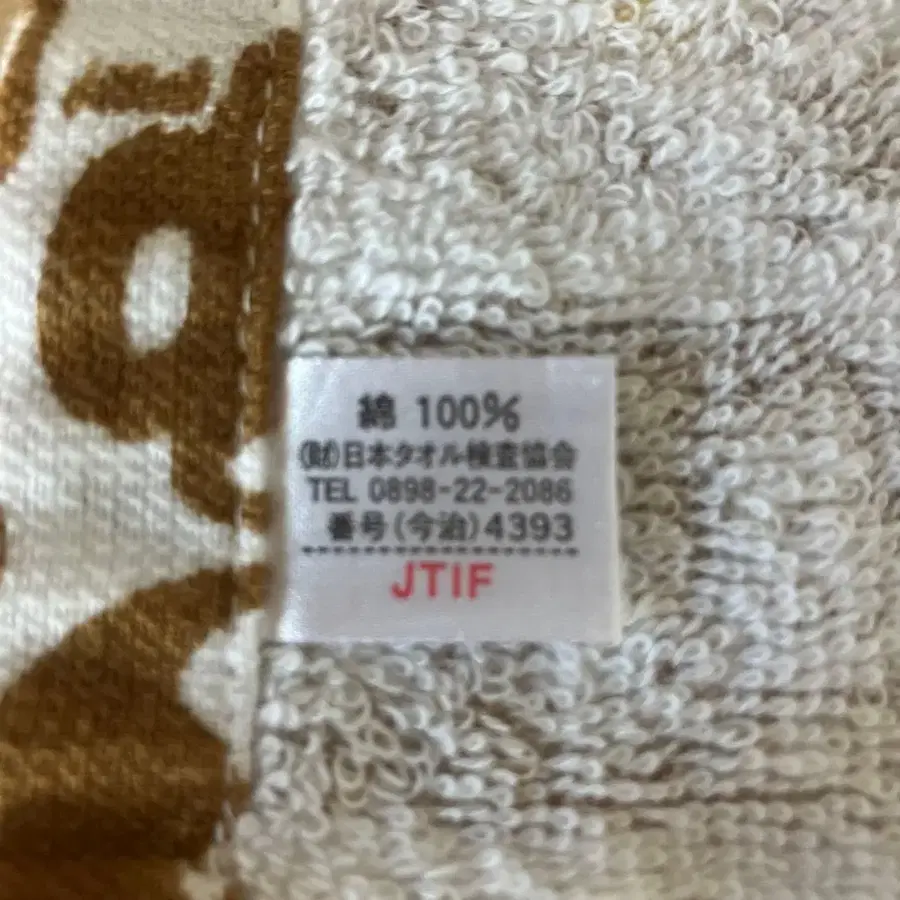 綿 100%
(財)日本タオル検査協会
TEL 0898-22-2086
番号(今治)4393
JTIF